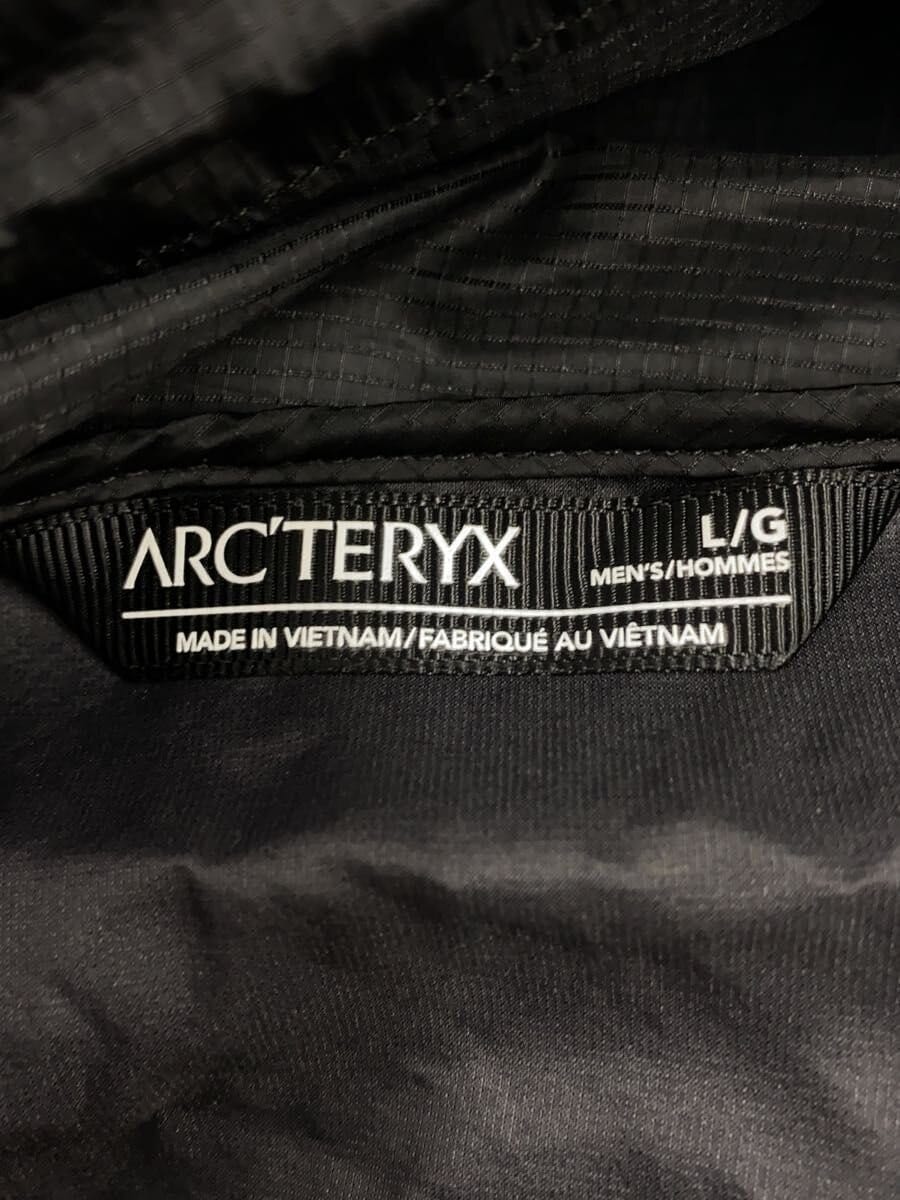 ARC'TERYX
L/G
MEN'S/HOMMES
MADE IN VIETNAM/FABRIQUÉ AU VIÊTNAM